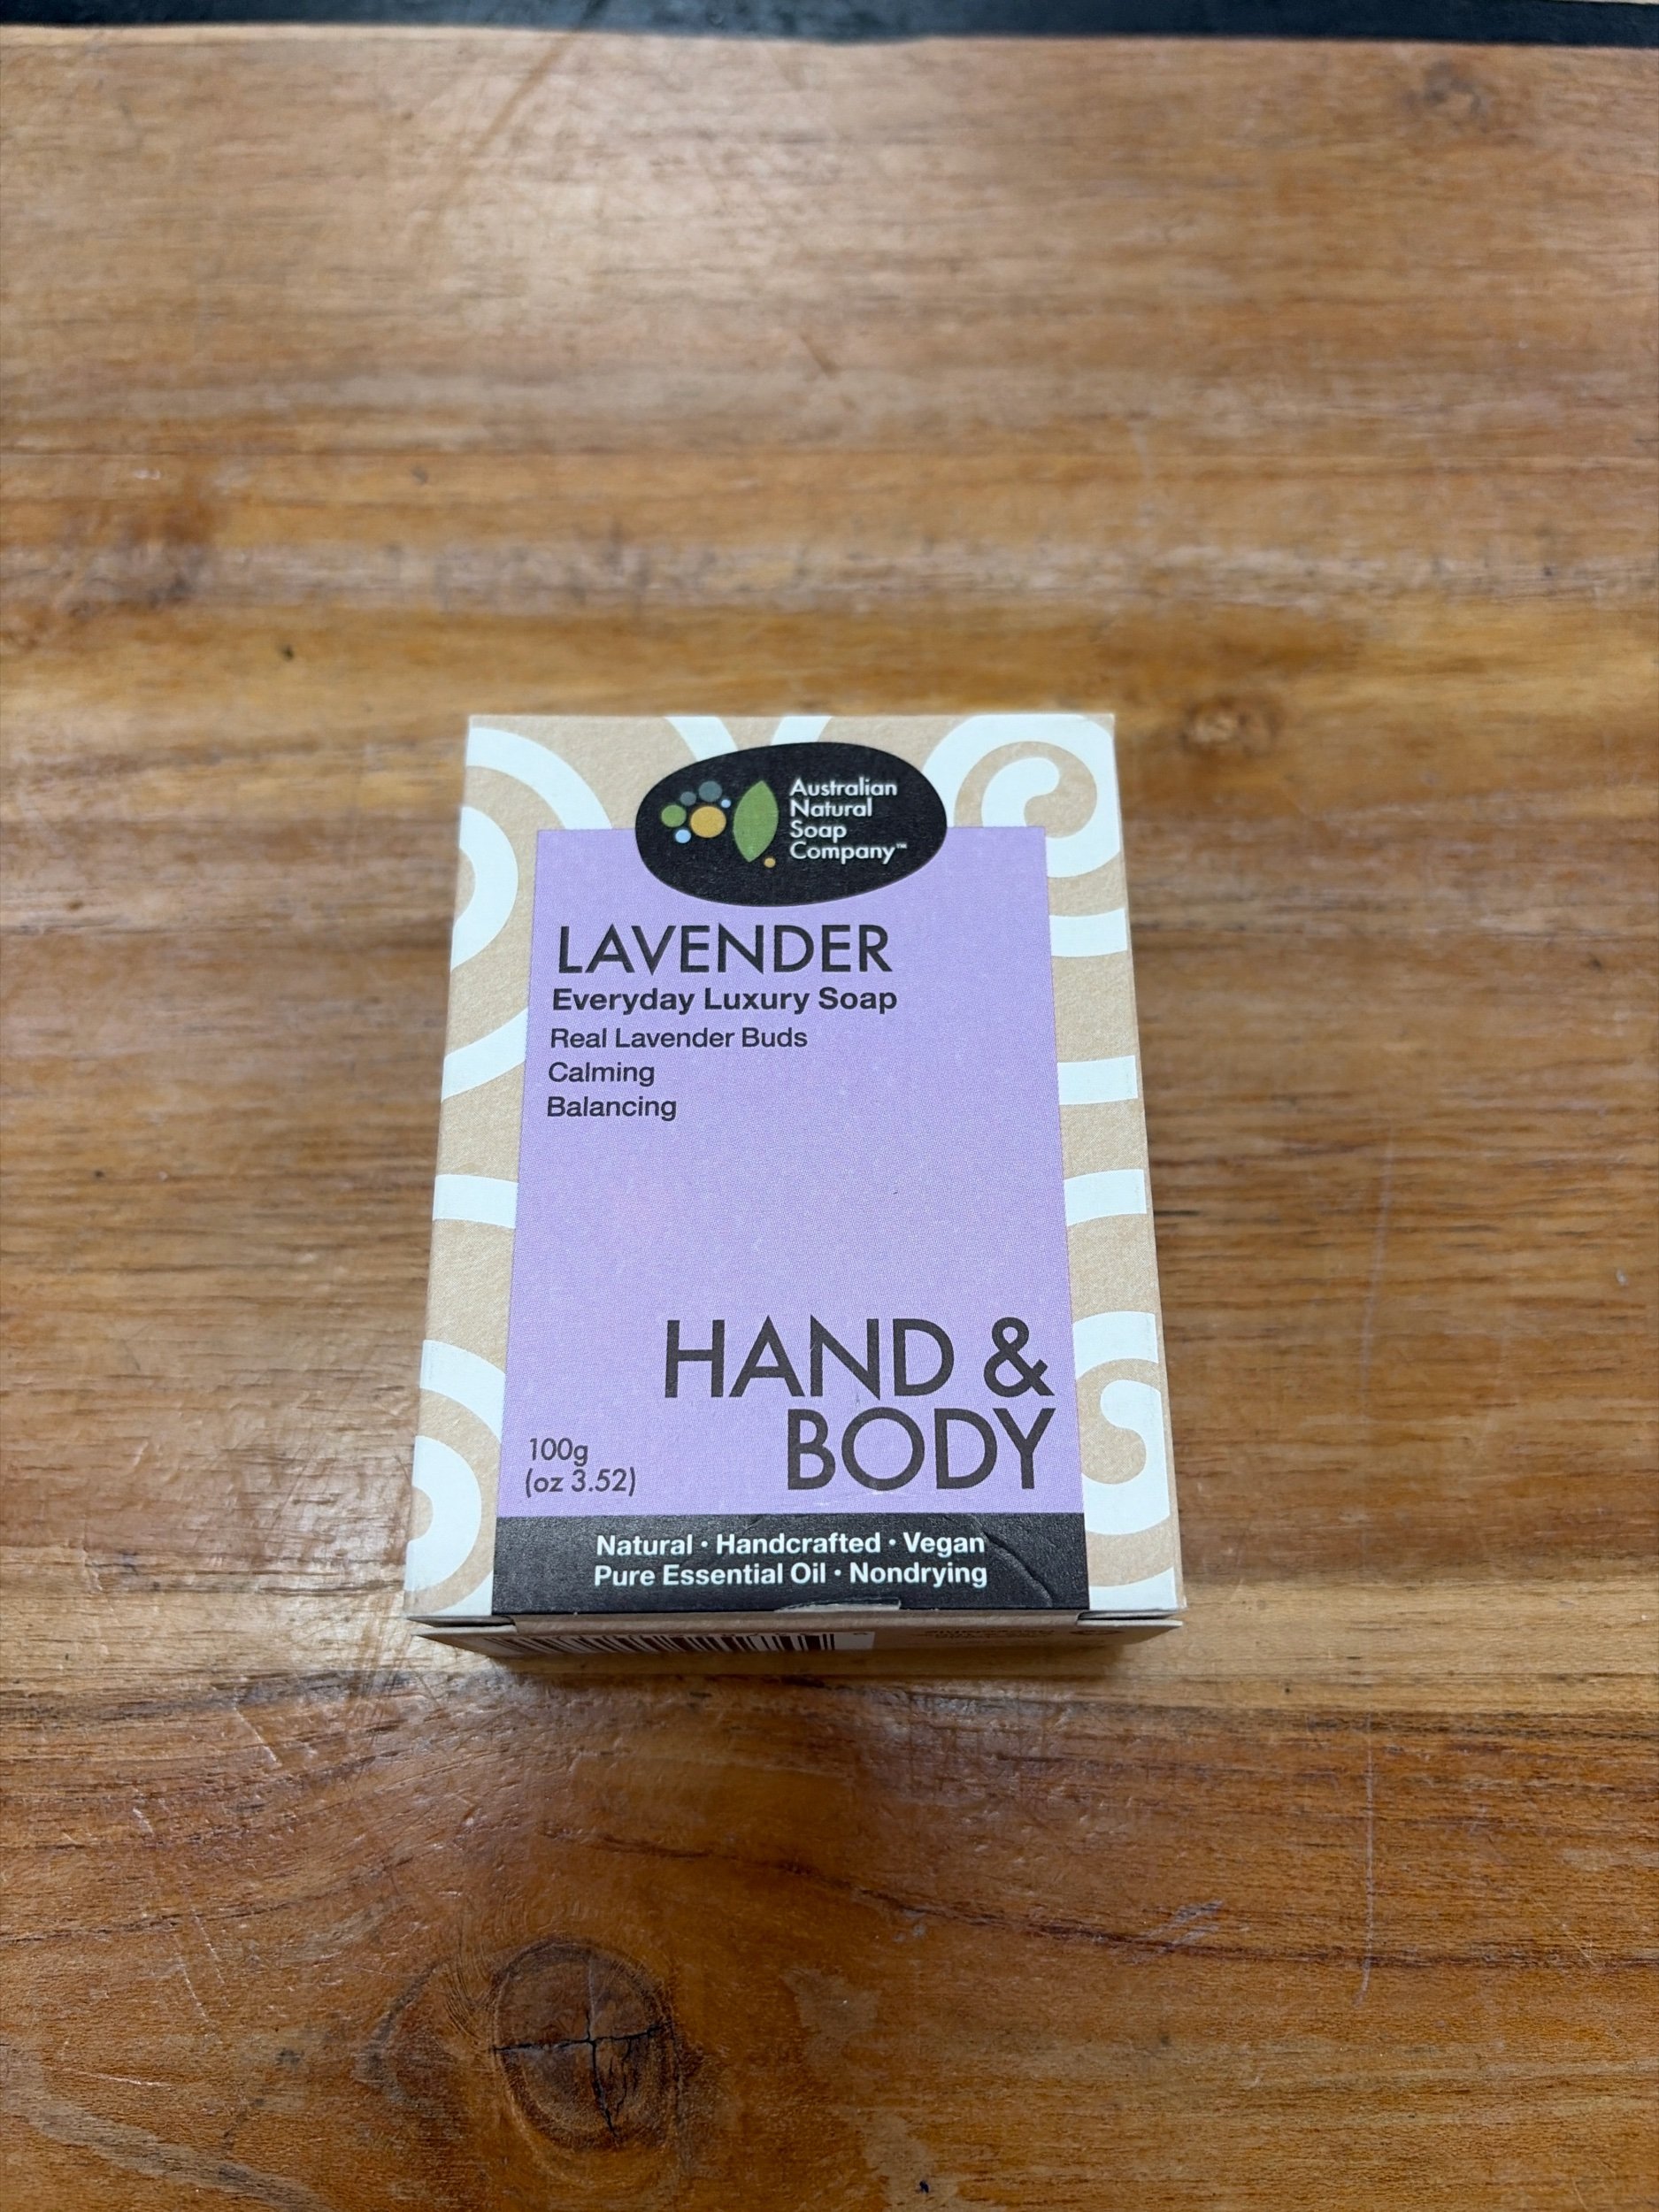 Australian
Natural
Soap
Company™
LAVENDER
Everyday Luxury Soap
Real Lavender Buds
Calming
Balancing
HAND &
BODY
100g
(oz 3.52)
Natural · Handcrafted · Vegan
Pure Essential Oil · Nondrying